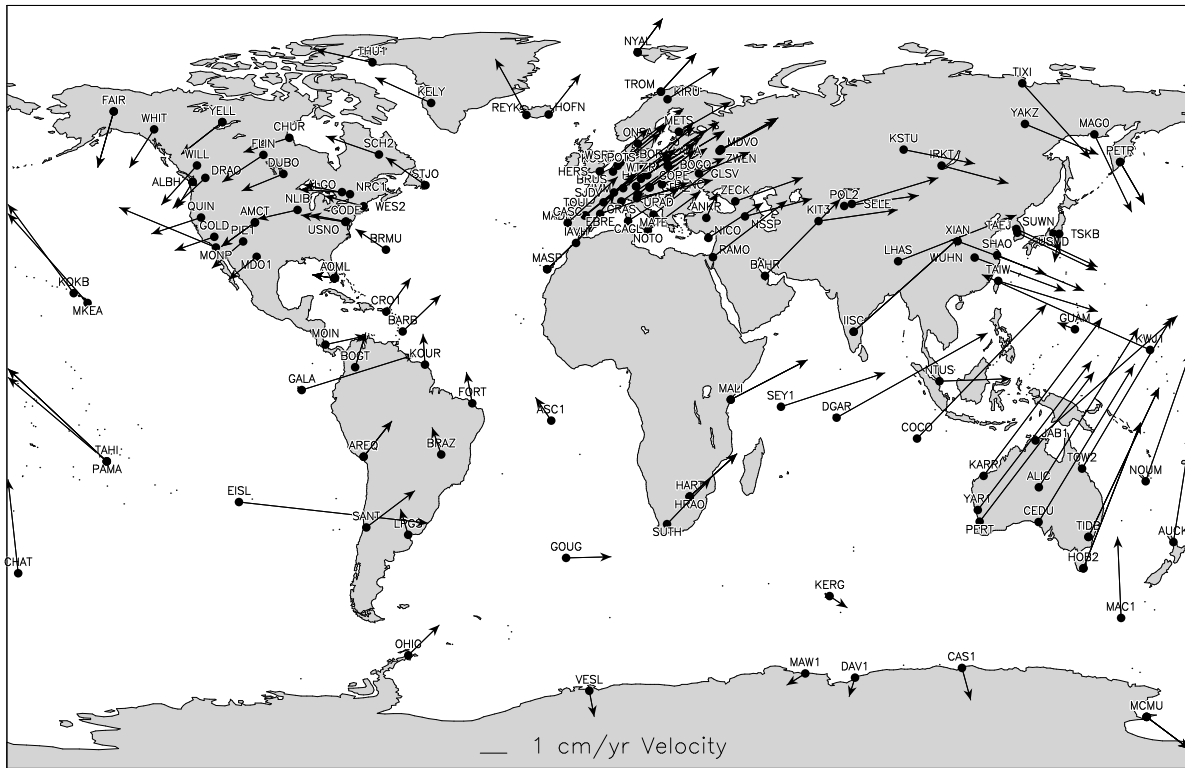 NYAL
THU1
TROM
TIXI
KIRU
KELY
FAIR
REYK
HOFN
WHIT
YELL
YAKZ
MAGO
CHUR
METS
SCH2
FLIN
MDVO
KSTU
PETR
IRKT
ZWEN
WILL
DRAO
DUBO
STJO
HERS
GLSV
ALBH
ALGO
NRC1
BRUS
NLIB
WES2
ZECK
POL2
SELE
QUIN
AMCT
GODE
ANKR
KIT3
NSSP
SUWN
TAEJ
XIAN
TSKB
GOLD
PIE1
USNO
EBRE
GRAS
MATE
CAGL
NOTO
NICO
SHAO
MONP
BRMU
IAVH
RAMO
LHAS
WUHN
MDO1
AOML
MASP
BAHR
TAIW
KOKB
MKEA
CRO1
BARB
GUAM
IISC
MOIN
KWJ1
BOGT
KOUR
NTUS
GALA
FORT
MALI
SEY1
ASC1
DGAR
COCO
JAB1
TAHI
PAMA
AREQ
BRAZ
KARR
TOW2
NOUM
ALIC
EISL
HART
HRAO
YAR1
SANT
LPGS
SUTH
PERT
CEDU
TIDB
AUCK
CHAT
GOUG
HOB2
KERG
MAC1
OHIG
MAW1
DAV1
CAS1
VESL
MCMU
1 cm/yr Velocity